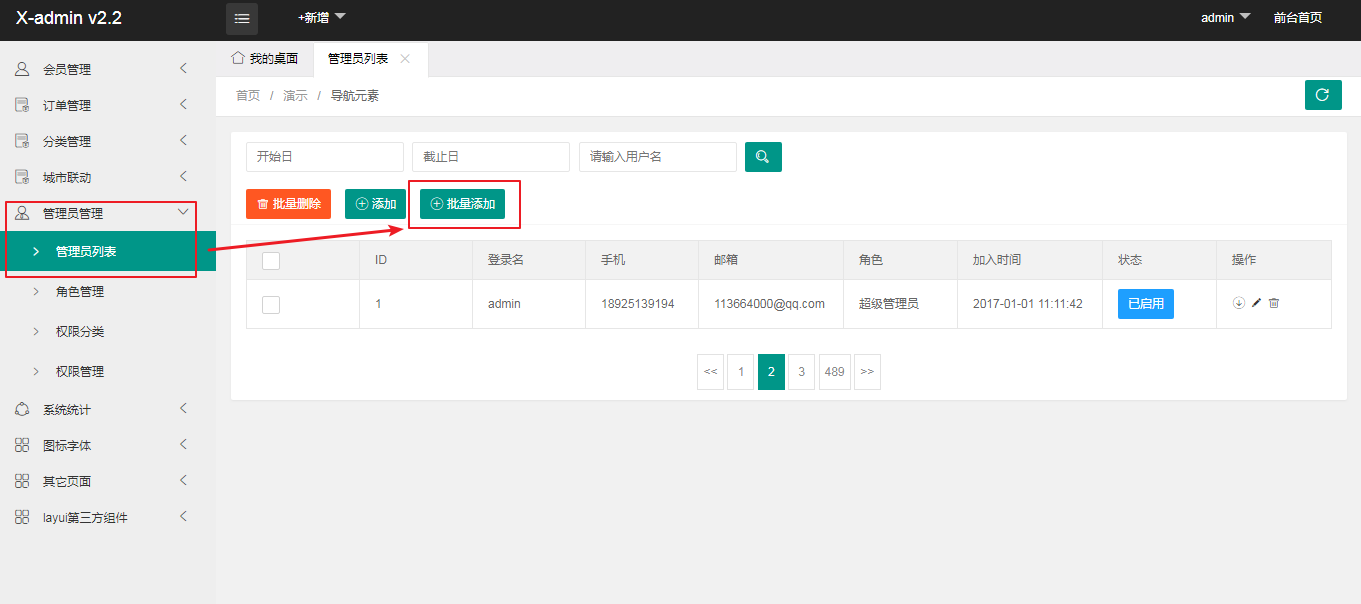 X-admin v2.2
+新增
admin
前台首页
会员管理
订单管理
分类管理
城市联动
管理员管理
管理员列表
角色管理
权限分类
权限管理
系统统计
图标字体
其它页面
layui第三方组件
我的桌面
管理员列表
首页 / 演示 / 导航元素
开始日
截止日
请输入用户名
批量删除
添加
批量添加
ID 登录名 手机 邮箱 角色 加入时间 状态 操作
1 admin 18925139194 113664000@qq.com 超级管理员 2017-01-01 11:11:42 已启用
<< 1 2 3 489 >>